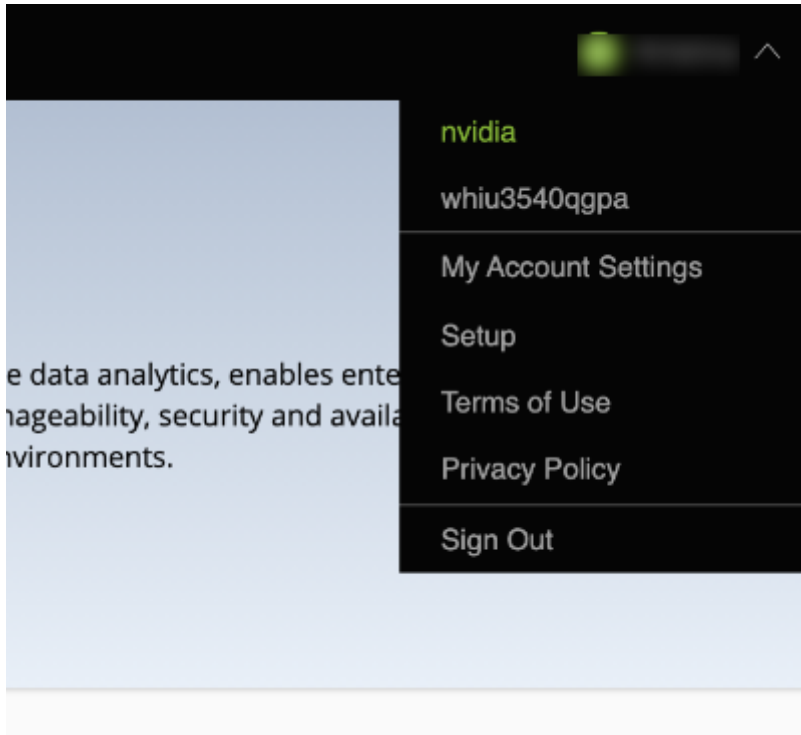 nvidia
whiu3540qgpa
My Account Settings
Setup
Terms of Use
Privacy Policy
Sign Out
e data analytics, enables ente
nageability, security and availa
nvironments.